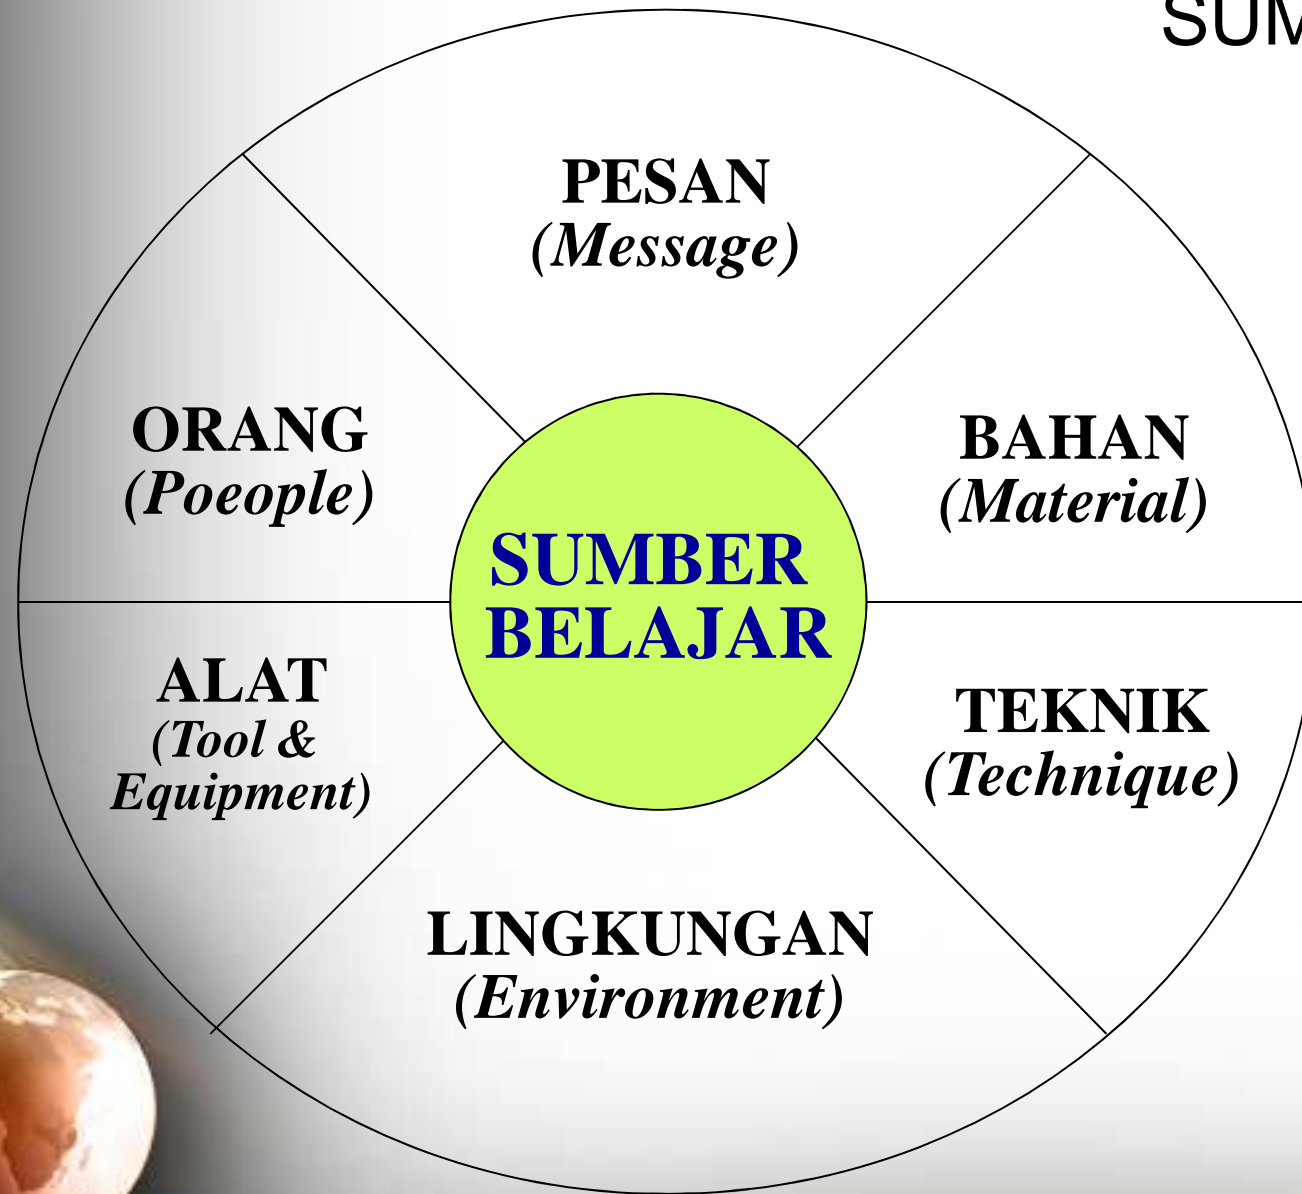 SUM
PESAN
(Message)
ORANG
(Poeople)
BAHAN
(Material)
SUMBER
BELAJAR
ALAT
(Tool &
Equipment)
TEKNIK
(Technique)
LINGKUNGAN
(Environment)